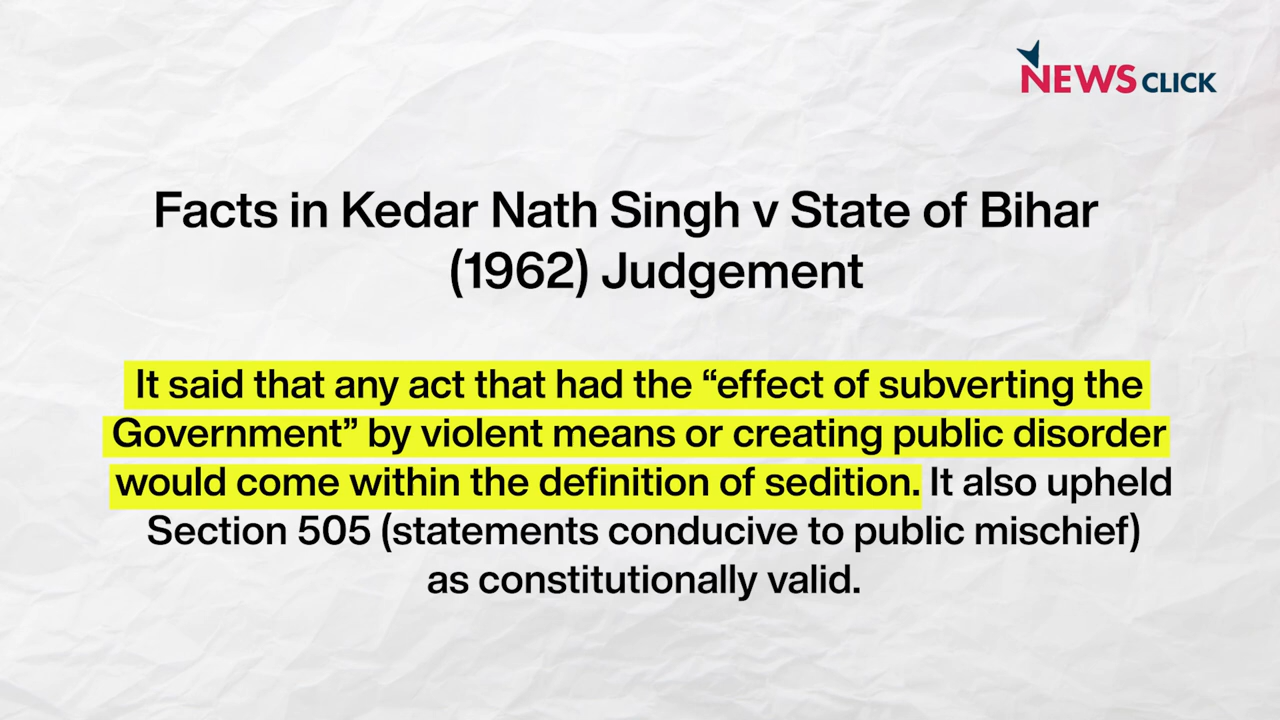 NEWSCLICK
Facts in Kedar Nath Singh v State of Bihar
(1962) Judgement
It said that any act that had the “effect of subverting the
Government” by violent means or creating public disorder
would come within the definition of sedition. It also upheld
Section 505 (statements conducive to public mischief)
as constitutionally valid.